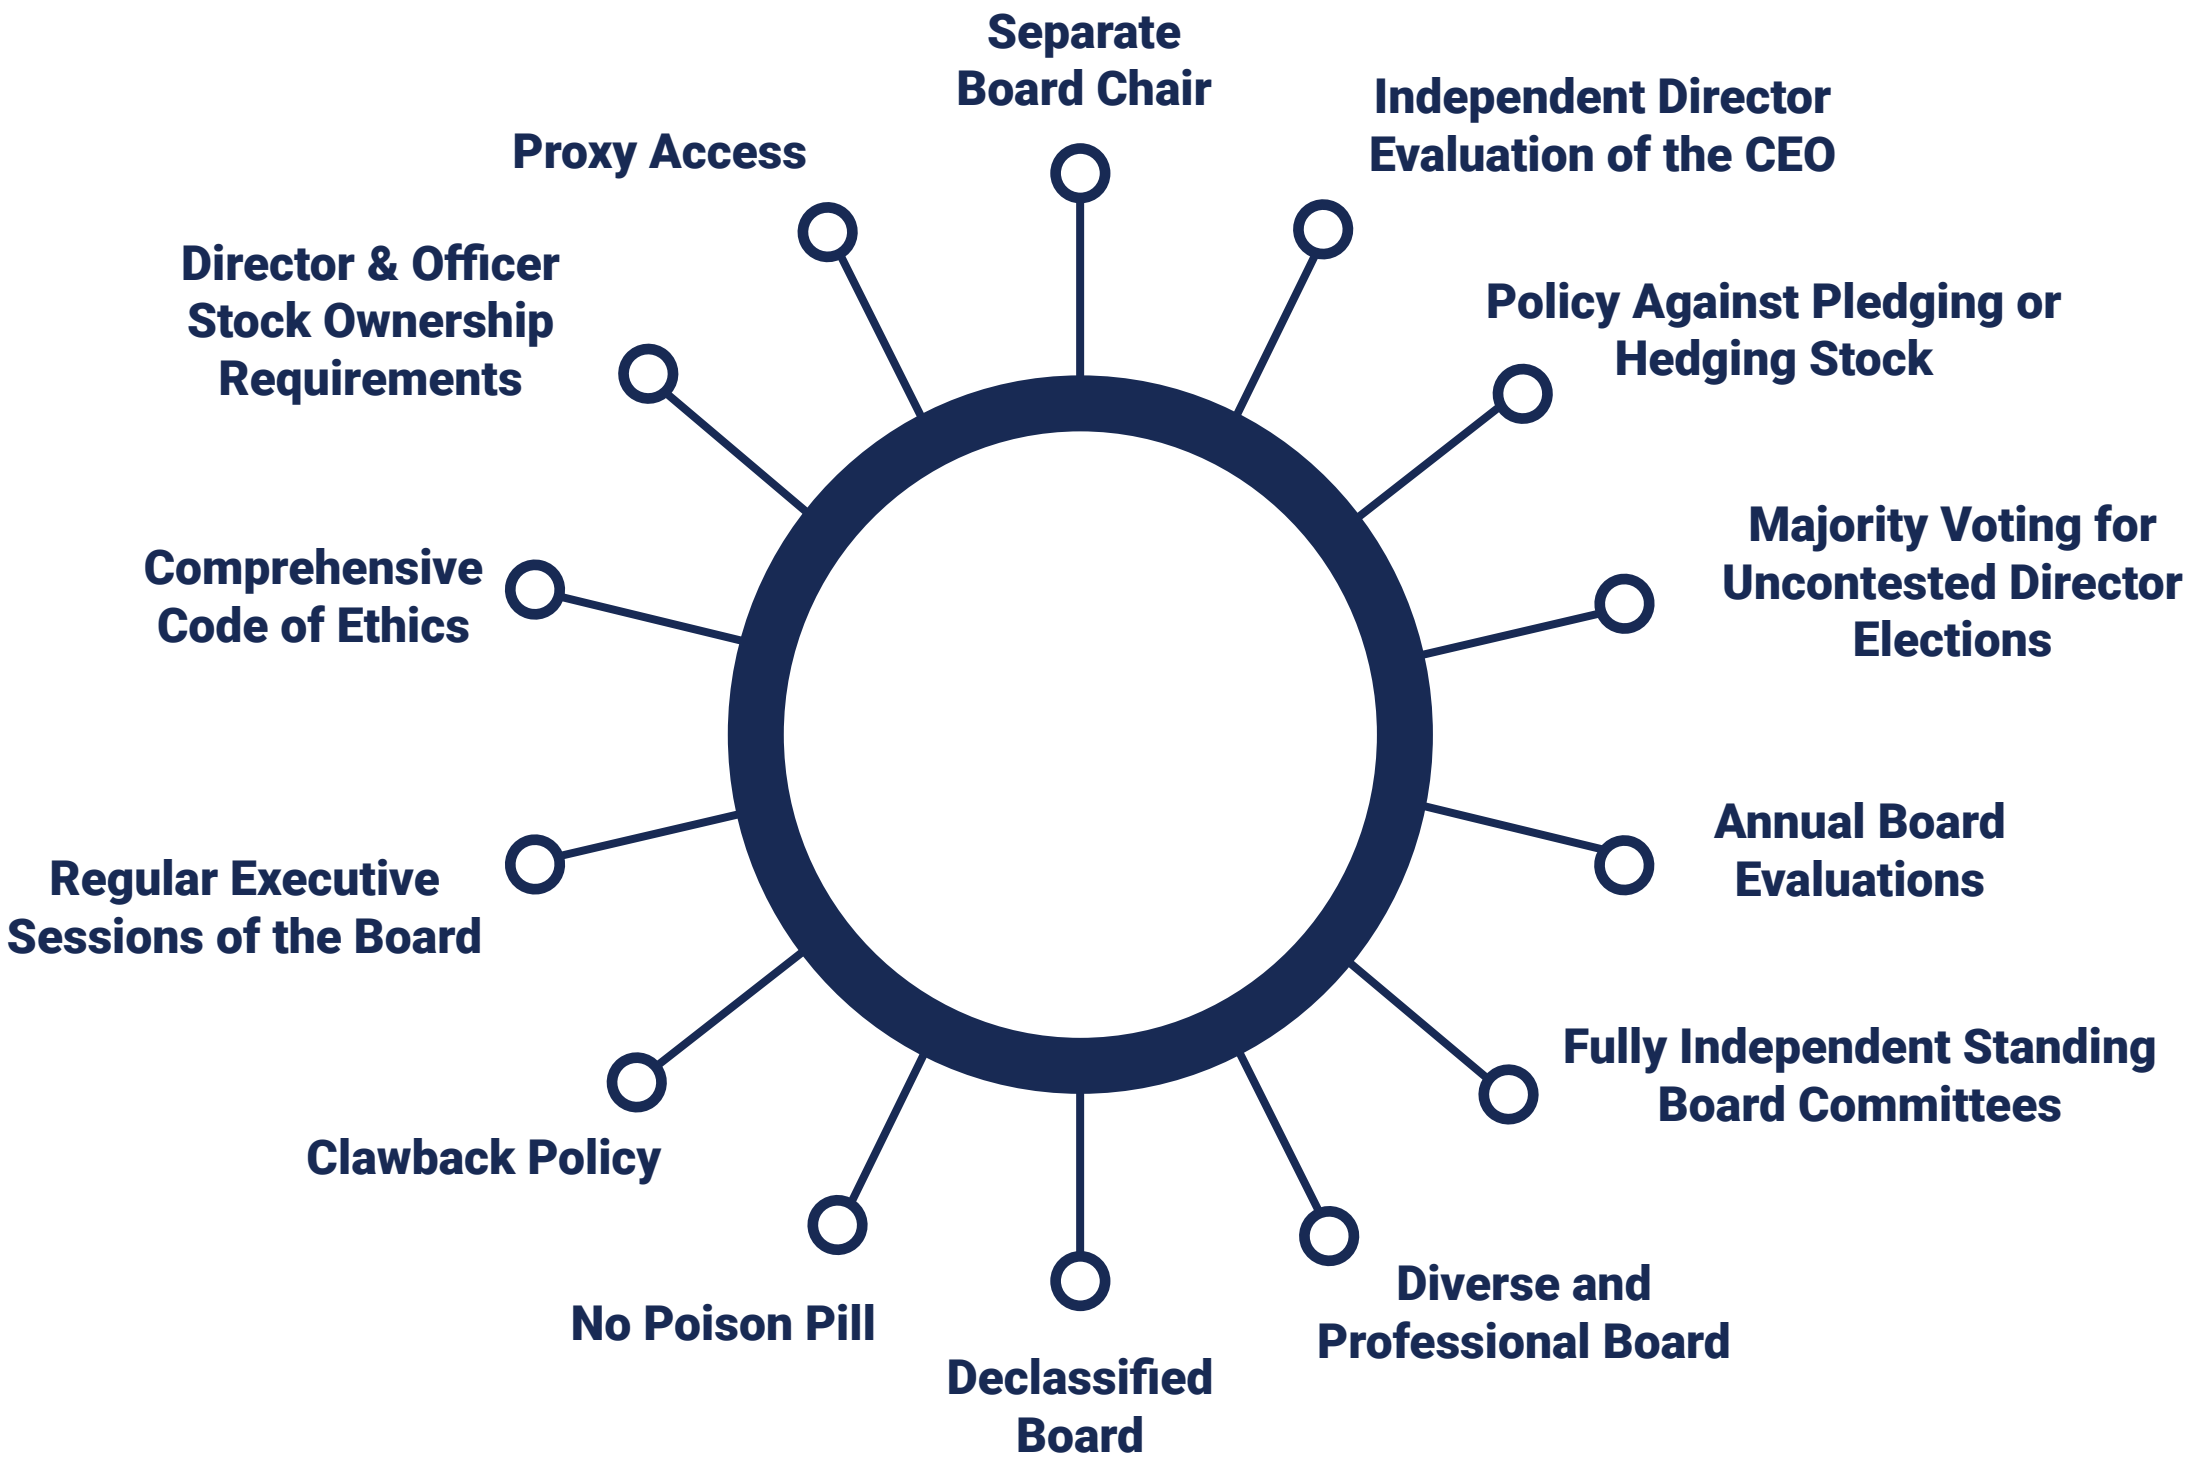 Separate
Board Chair
Independent Director
Evaluation of the CEO
Policy Against Pledging or
Hedging Stock
Majority Voting for
Uncontested Director
Elections
Annual Board
Evaluations
Fully Independent Standing
Board Committees
Diverse and
Professional Board
Declassified
Board
No Poison Pill
Clawback Policy
Regular Executive
Sessions of the Board
Comprehensive
Code of Ethics
Director & Officer
Stock Ownership
Requirements
Proxy Access